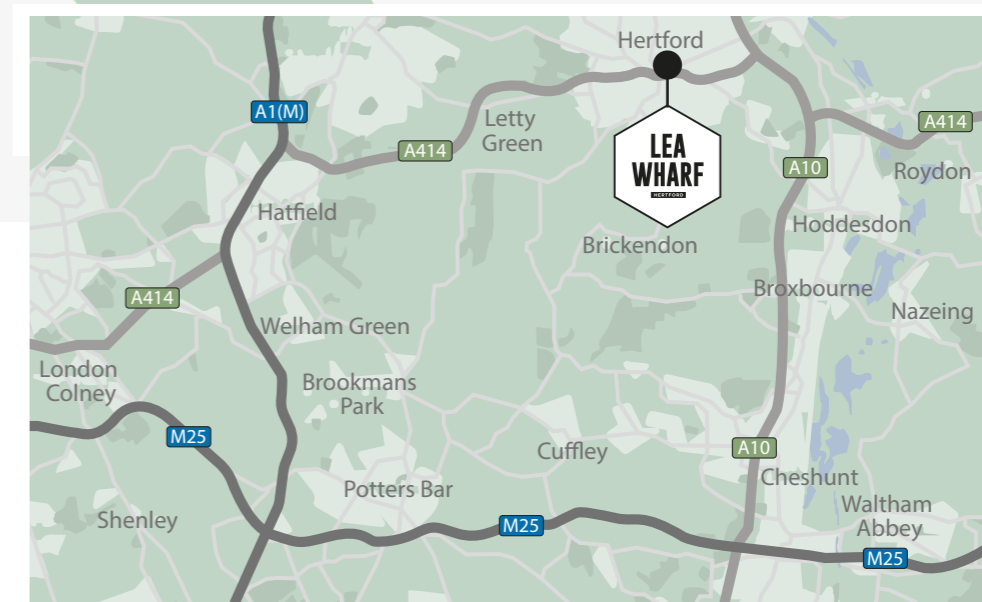 Hertford
A1(M)
Letty
Green
A414
A414
LEA
WHARF
HERTFORD
A10
Roydon
Hatfield
Hoddesdon
Brickendon
A414
Broxbourne
Nazeing
Welham Green
London
Colney
Brookmans
Park
M25
Cuffley
A10
Cheshunt
Potters Bar
Waltham
Abbey
Shenley
M25
M25